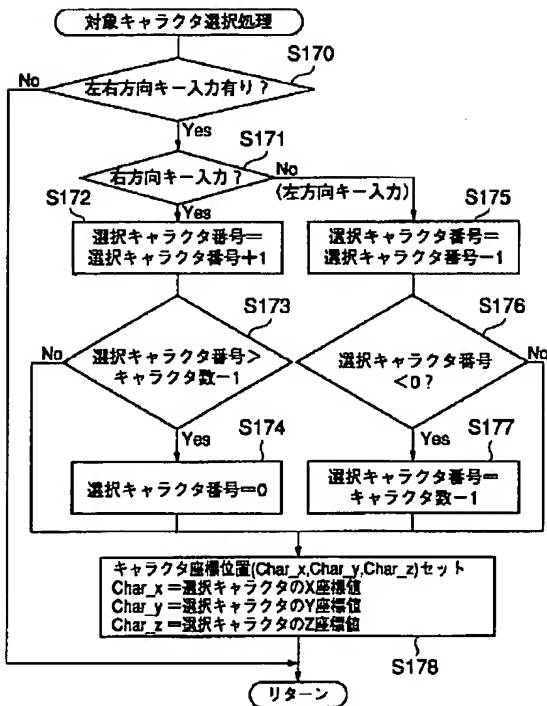 対象キャラクタ選択処理
S170
No
左右方向キー入力有り？
Yes
S171
右方向キー入力？
No
(左方向キー入力)
S172
Yes
S175
選択キャラクタ番号＝
選択キャラクタ番号＋1
選択キャラクタ番号＝
選択キャラクタ番号－1
S173
S176
No
選択キャラクタ番号＞
キャラクタ数－1
選択キャラクタ番号
＜0？
No
Yes
S174
Yes
S177
選択キャラクタ番号＝0
選択キャラクタ番号＝
キャラクタ数－1
キャラクタ座標位置(Char_x,Char_y,Char_z)セット
Char_x＝選択キャラクタのX座標値
Char_y＝選択キャラクタのY座標値
Char_z＝選択キャラクタのZ座標値
S178
リターン